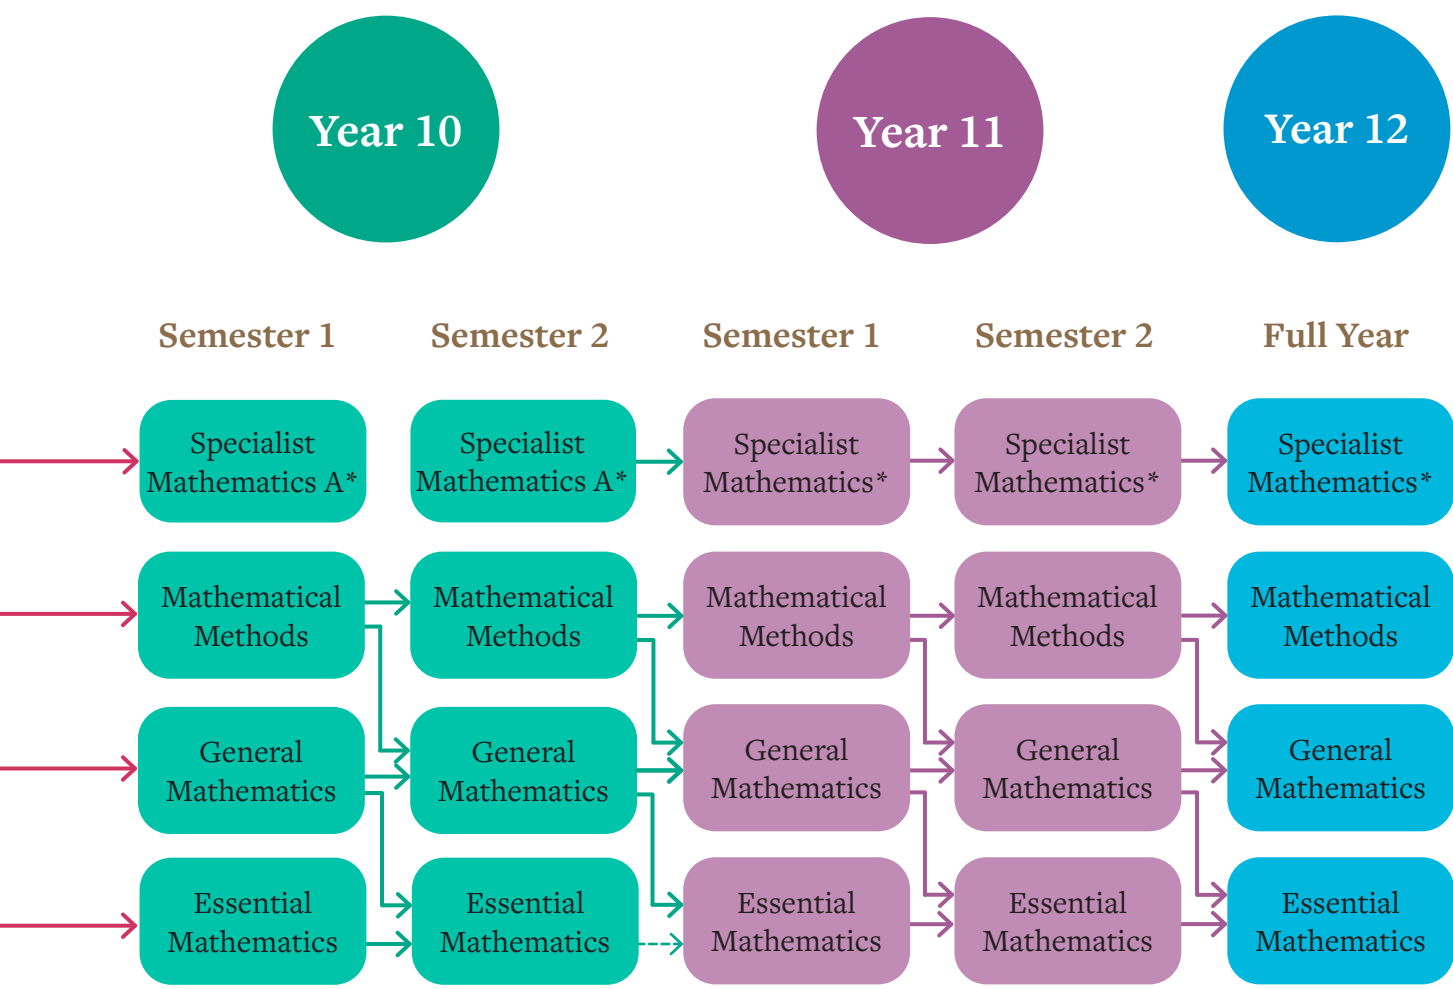 Year 10
Year 11
Year 12
Semester 1
Semester 2
Semester 1
Semester 2
Full Year
Specialist
Mathematics A*
Specialist
Mathematics A*
Specialist
Mathematics*
Specialist
Mathematics*
Specialist
Mathematics*
Mathematical
Methods
Mathematical
Methods
Mathematical
Methods
Mathematical
Methods
Mathematical
Methods
General
Mathematics
General
Mathematics
General
Mathematics
General
Mathematics
General
Mathematics
Essential
Mathematics
Essential
Mathematics
Essential
Mathematics
Essential
Mathematics
Essential
Mathematics